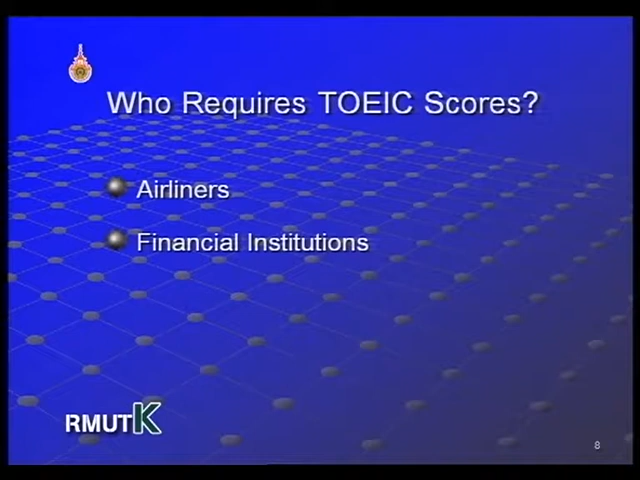 Who Requires TOEIC Scores?
Airliners
Financial Institutions
RMUTK
8